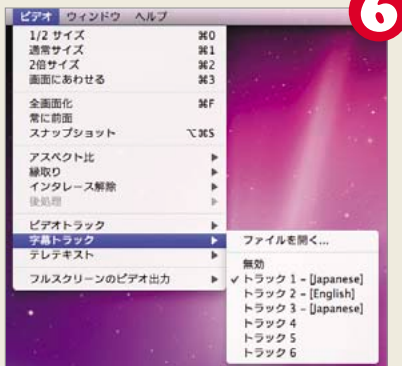 6
ビデオ ウィンドウ ヘルプ
1/2 サイズ ⌘0
通常サイズ ⌘1
2倍サイズ ⌘2
画面にあわせる ⌘3
全画面化 ⌘F
常に前面
スナップショット ⌥⌘S
アスペクト比
縁取り
インタレース解除
後処理
ビデオトラック
字幕トラック
テレテキスト
フルスクリーンのビデオ出力
ファイルを開く...
無効
✓ トラック 1 – [Japanese]
トラック 2 – [English]
トラック 3 – [Japanese]
トラック 4
トラック 5
トラック 6